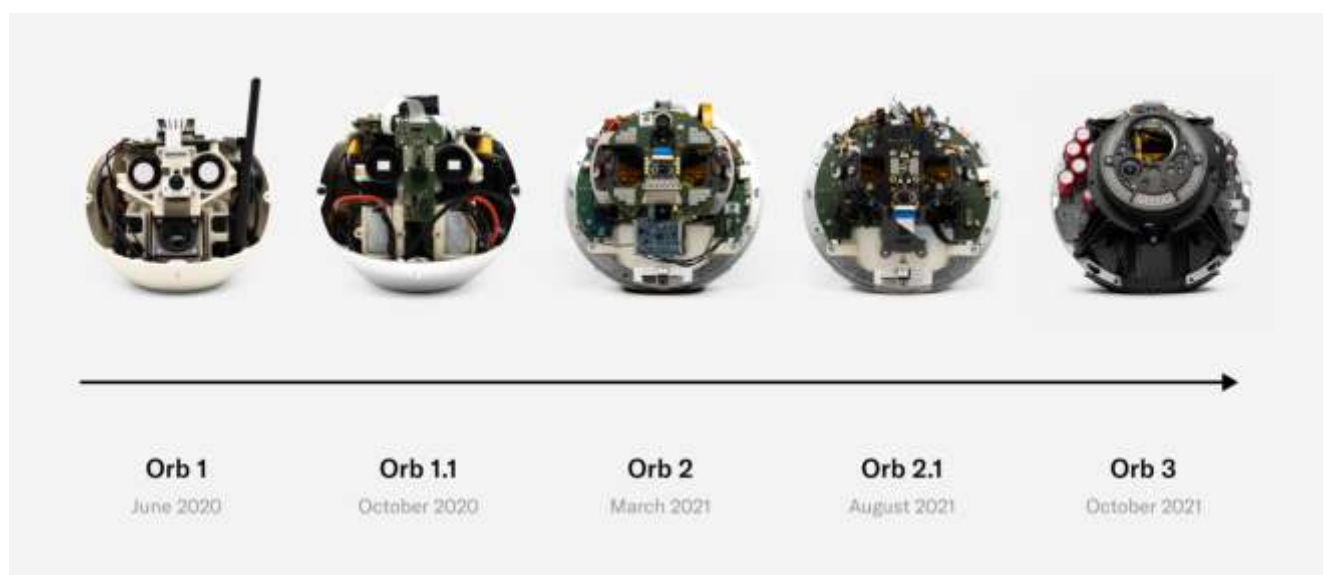 Orb 1
June 2020
Orb 1.1
October 2020
Orb 2
March 2021
Orb 2.1
August 2021
Orb 3
October 2021